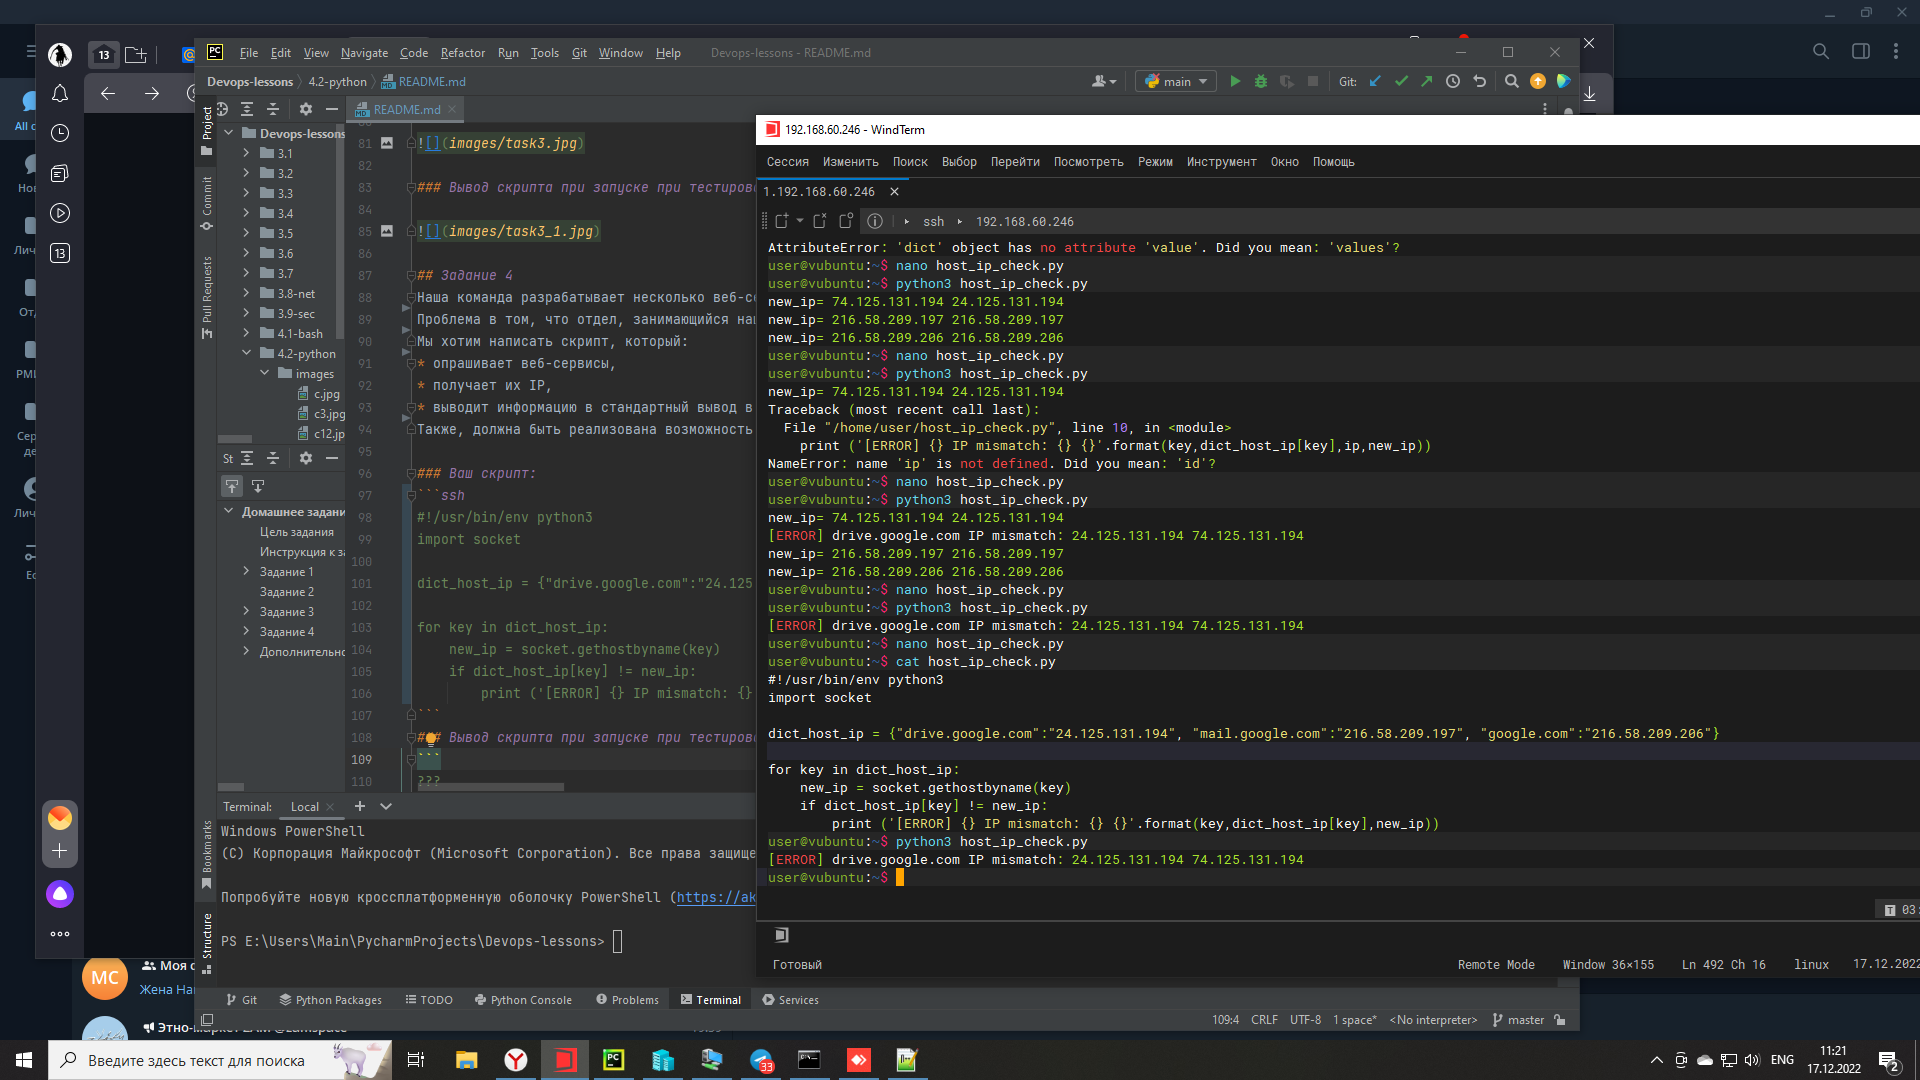 File Edit View Navigate Code Refactor Run Tools Git Window Help Devops-lessons - README.md
Devops-lessons 4.2-python README.md
main
Git:
README.md
13
13
All c
Нов
Личн
От
РМИ
Сер
де
Личн
Project
Commit
Pull Requests
Bookmarks
Structure
Devops-lessons
3.1
3.2
3.3
3.4
3.5
3.6
3.7
3.8-net
3.9-sec
4.1-bash
4.2-python
images
c.jpg
c3.jpg
c12.jp
St
Домашнее задани
Цель задания
Инструкция к за
Задание 1
Задание 2
Задание 3
Задание 4
Дополнительно
81 ![](images/task3.jpg)
82
83 ### Вывод скрипта при запуске при тестиров
84
85 ![](images/task3_1.jpg)
86
87 ## Задание 4
88 Наша команда разрабатывает несколько веб-с
89 Проблема в том, что отдел, занимающийся на
90 Мы хотим написать скрипт, который:
91 * опрашивает веб-сервисы,
92 * получает их IP,
93 * выводит информацию в стандартный вывод в
94 Также, должна быть реализована возможность
95
96 ### Ваш скрипт:
97 ```ssh
98 #!/usr/bin/env python3
99 import socket
100
101 dict_host_ip = {"drive.google.com":"24.125
102
103 for key in dict_host_ip:
104 new_ip = socket.gethostbyname(key)
105 if dict_host_ip[key] != new_ip:
106 print ('[ERROR] {} IP mismatch: {}
107 ```
108 ### Вывод скрипта при запуске при тестиров
109 ```
110 ???
Terminal: Local
Windows PowerShell
(C) Корпорация Майкрософт (Microsoft Corporation). Все права защище
Попробуйте новую кроссплатформенную оболочку PowerShell (https://ak
PS E:\Users\Main\PycharmProjects\Devops-lessons>
Git Python Packages TODO Python Console Problems Terminal Services
109:4 CRLF UTF-8 1 space* <No interpreter> master
192.168.60.246 - WindTerm
Сессия Изменить Поиск Выбор Перейти Посмотреть Режим Инструмент Окно Помощь
1.192.168.60.246
ssh 192.168.60.246
AttributeError: 'dict' object has no attribute 'value'. Did you mean: 'values'?
user@vubuntu:~$ nano host_ip_check.py
user@vubuntu:~$ python3 host_ip_check.py
new_ip= 74.125.131.194 24.125.131.194
new_ip= 216.58.209.197 216.58.209.197
new_ip= 216.58.209.206 216.58.209.206
user@vubuntu:~$ nano host_ip_check.py
user@vubuntu:~$ python3 host_ip_check.py
new_ip= 74.125.131.194 24.125.131.194
Traceback (most recent call last):
File "/home/user/host_ip_check.py", line 10, in <module>
print ('[ERROR] {} IP mismatch: {} {}'.format(key,dict_host_ip[key],ip,new_ip))
NameError: name 'ip' is not defined. Did you mean: 'id'?
user@vubuntu:~$ nano host_ip_check.py
user@vubuntu:~$ python3 host_ip_check.py
new_ip= 74.125.131.194 24.125.131.194
[ERROR] drive.google.com IP mismatch: 24.125.131.194 74.125.131.194
new_ip= 216.58.209.197 216.58.209.197
new_ip= 216.58.209.206 216.58.209.206
user@vubuntu:~$ nano host_ip_check.py
user@vubuntu:~$ python3 host_ip_check.py
[ERROR] drive.google.com IP mismatch: 24.125.131.194 74.125.131.194
user@vubuntu:~$ nano host_ip_check.py
user@vubuntu:~$ cat host_ip_check.py
#!/usr/bin/env python3
import socket
dict_host_ip = {"drive.google.com":"24.125.131.194", "mail.google.com":"216.58.209.197", "google.com":"216.58.209.206"}
for key in dict_host_ip:
new_ip = socket.gethostbyname(key)
if dict_host_ip[key] != new_ip:
print ('[ERROR] {} IP mismatch: {} {}'.format(key,dict_host_ip[key],new_ip))
user@vubuntu:~$ python3 host_ip_check.py
[ERROR] drive.google.com IP mismatch: 24.125.131.194 74.125.131.194
user@vubuntu:~$
T 03:
Готовый Remote Mode Window 36×155 Ln 492 Ch 16 linux 17.12.2022
МС
Моя с
Жена На
Введите здесь текст для поиска
33
ENG
11:21
17.12.2022
2